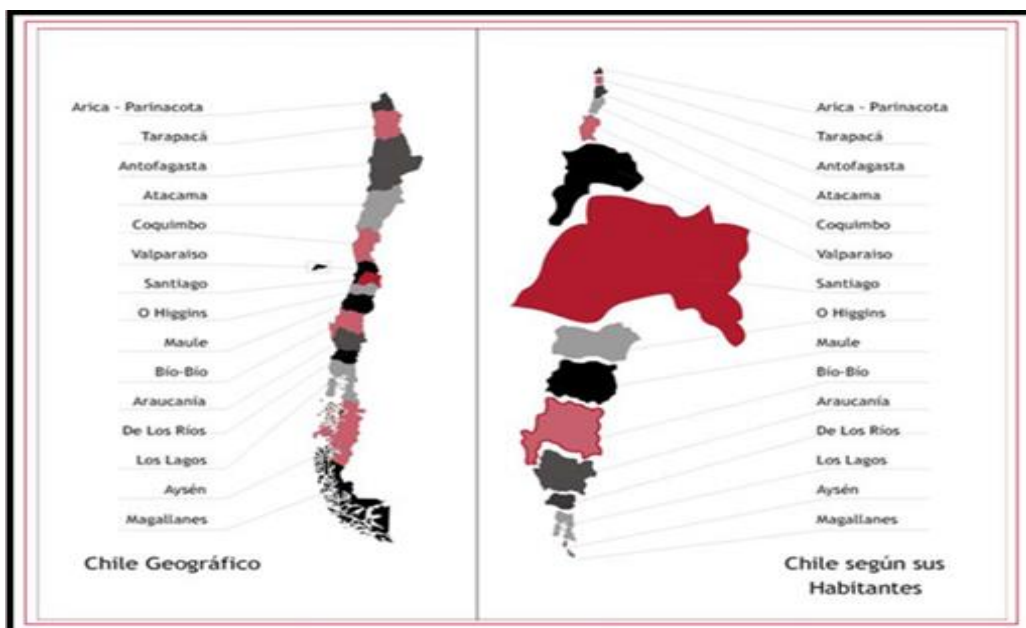 Arica - Parinacota
Tarapacá
Antofagasta
Atacama
Coquimbo
Valparaiso
Santiago
O Higgins
Maule
Bío-Bío
Araucanía
De Los Ríos
Los Lagos
Aysén
Magallanes
Chile Geográfico
Arica - Parinacota
Tarapacá
Antofagasta
Atacama
Coquimbo
Valparaiso
Santiago
O Higgins
Maule
Bío-Bío
Araucanía
De Los Ríos
Los Lagos
Aysén
Magallanes
Chile según sus
Habitantes